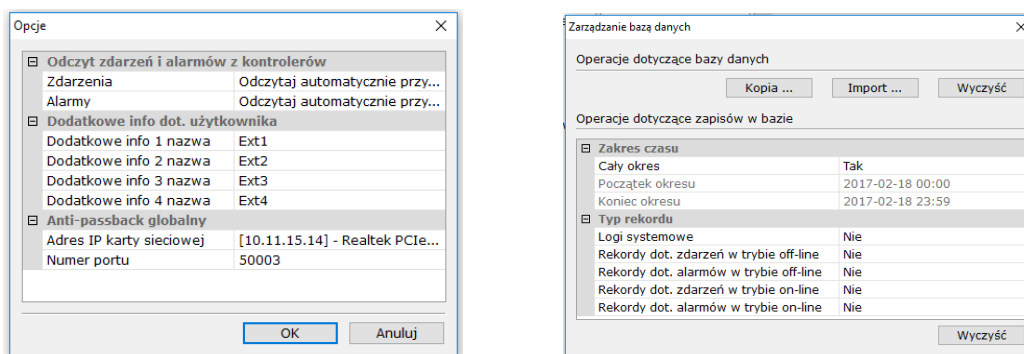 Opcje
Odczyt zdarzeń i alarmów z kontrolerów
Zdarzenia Odczytaj automatycznie przy...
Alarmy Odczytaj automatycznie przy...
Dodatkowe info dot. użytkownika
Dodatkowe info 1 nazwa Ext1
Dodatkowe info 2 nazwa Ext2
Dodatkowe info 3 nazwa Ext3
Dodatkowe info 4 nazwa Ext4
Anti-passback globalny
Adres IP karty sieciowej [10.11.15.14] - Realtek PCIe...
Numer portu 50003
OK Anuluj
Zarządzanie bazą danych
Operacje dotyczące bazy danych
Kopia ... Import ... Wyczyść
Operacje dotyczące zapisów w bazie
Zakres czasu
Cały okres Tak
Początek okresu 2017-02-18 00:00
Koniec okresu 2017-02-18 23:59
Typ rekordu
Logi systemowe Nie
Rekordy dot. zdarzeń w trybie off-line Nie
Rekordy dot. alarmów w trybie off-line Nie
Rekordy dot. zdarzeń w trybie on-line Nie
Rekordy dot. alarmów w trybie on-line Nie
Wyczyść